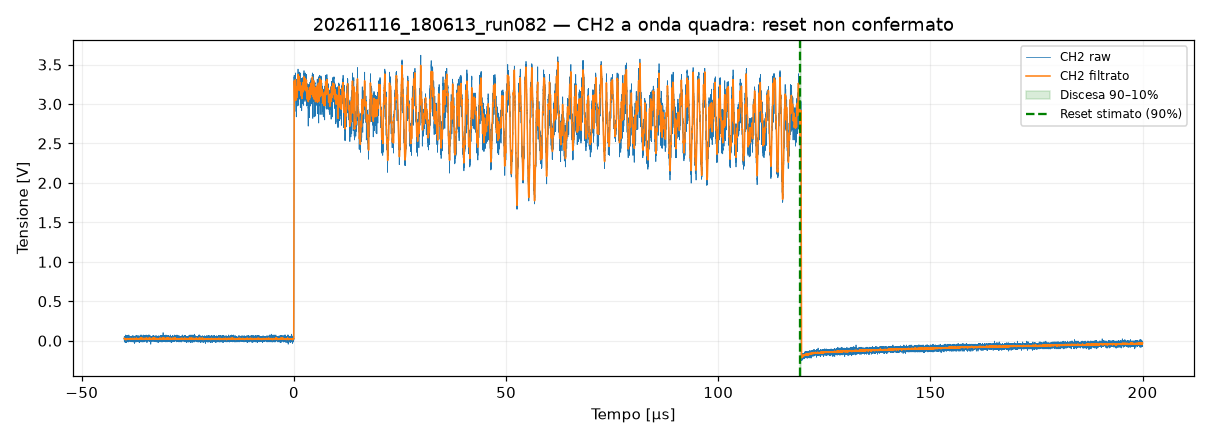 20261116_180613_run082 — CH2 a onda quadra: reset non confermato
Tensione [V]
3.5
3.0
2.5
2.0
1.5
1.0
0.5
0.0
CH2 raw
CH2 filtrato
Discesa 90–10%
Reset stimato (90%)
−50
0
50
100
150
200
Tempo [µs]